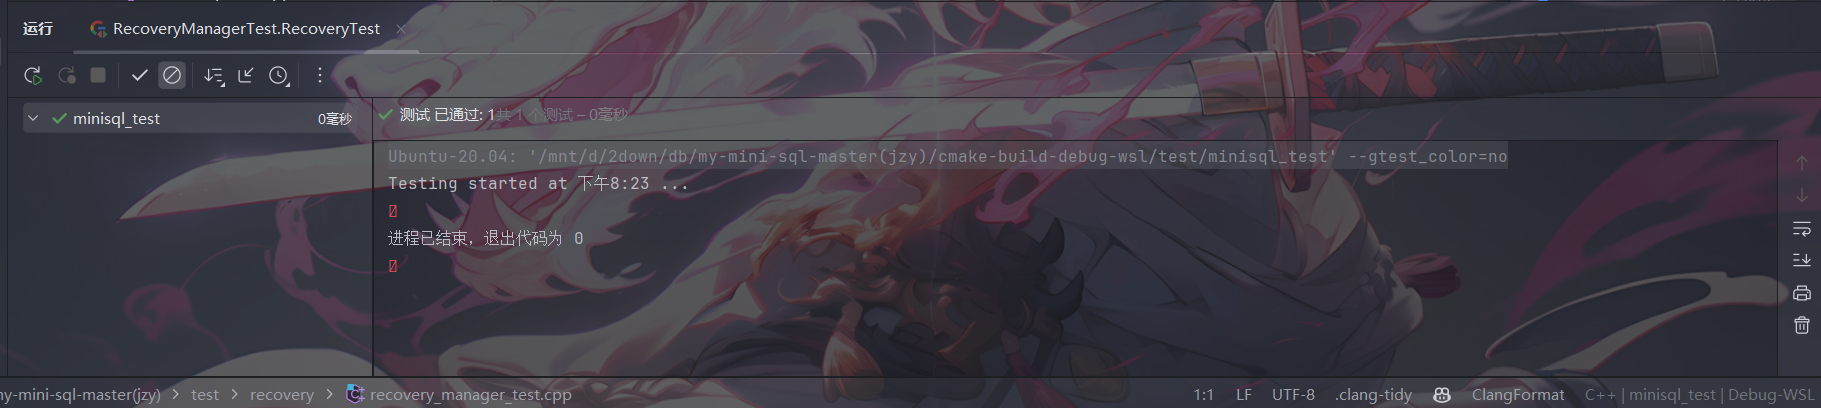 运行 RecoveryManagerTest.RecoveryTest
minisql_test 0毫秒
测试 已通过: 1共 1 个测试 – 0毫秒
Ubuntu-20.04: '/mnt/d/2down/db/my-mini-sql-master(jzy)/cmake-build-debug-wsl/test/minisql_test' --gtest_color=no
Testing started at 下午8:23 ...
进程已结束，退出代码为 0
my-mini-sql-master(jzy) > test > recovery > recovery_manager_test.cpp 1:1 LF UTF-8 .clang-tidy ClangFormat C++ | minisql_test | Debug-WSL